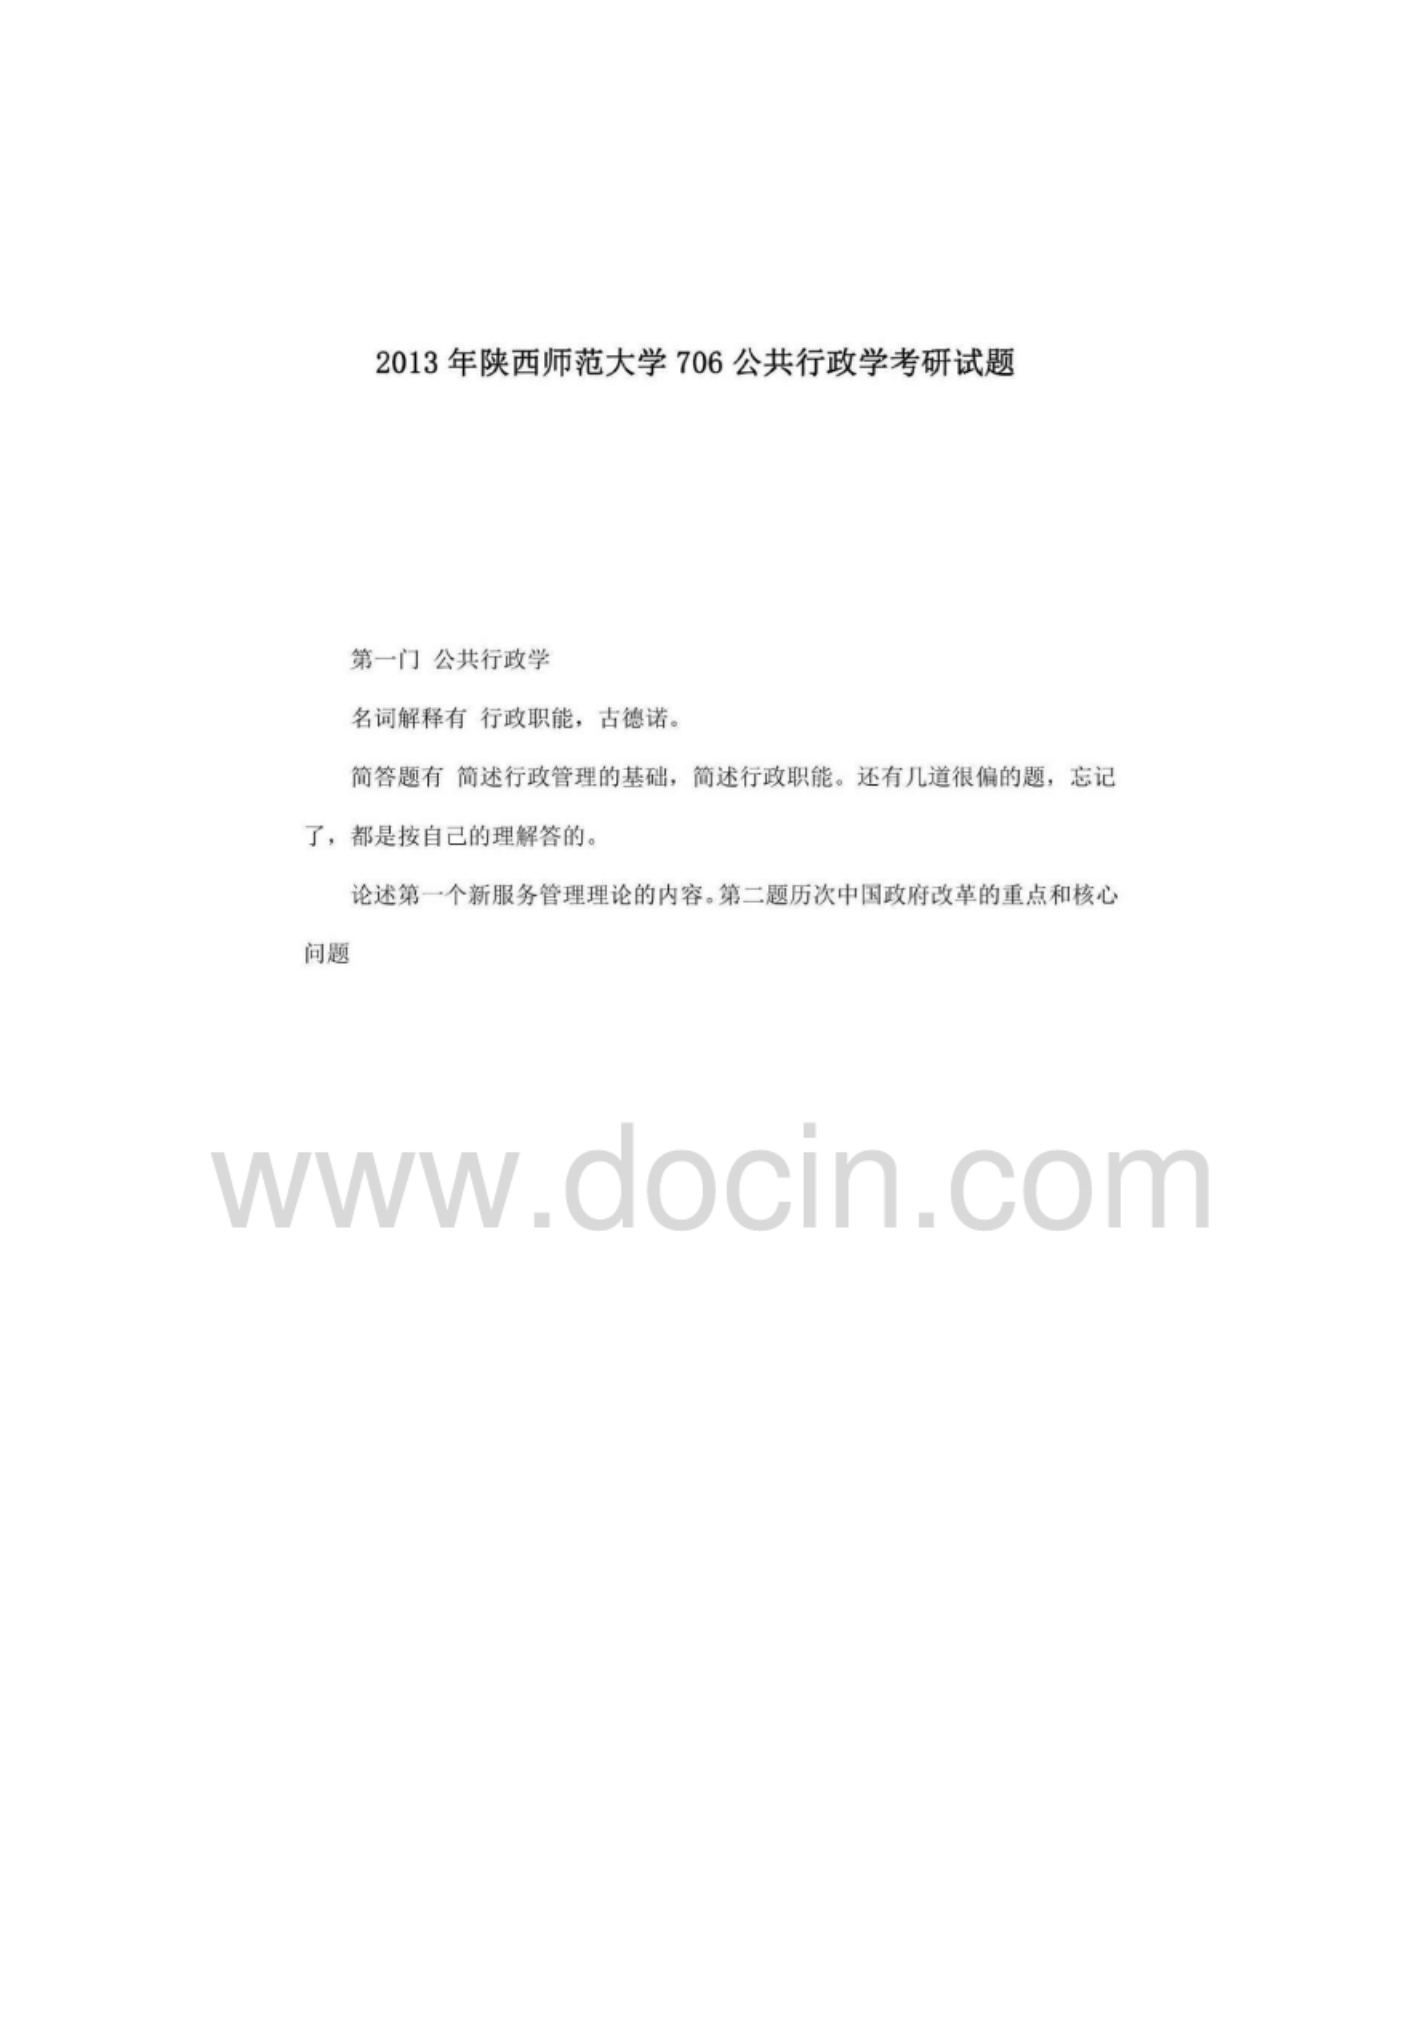 2013 年陕西师范大学 706 公共行政学考研试题
第一门 公共行政学
名词解释有 行政职能，古德诺。
简答题有 简述行政管理的基础，简述行政职能。还有几道很偏的题，忘记
了，都是按自己的理解答的。
论述第一个新服务管理理论的内容。第二题历次中国政府改革的重点和核心
问题
www.docin.com